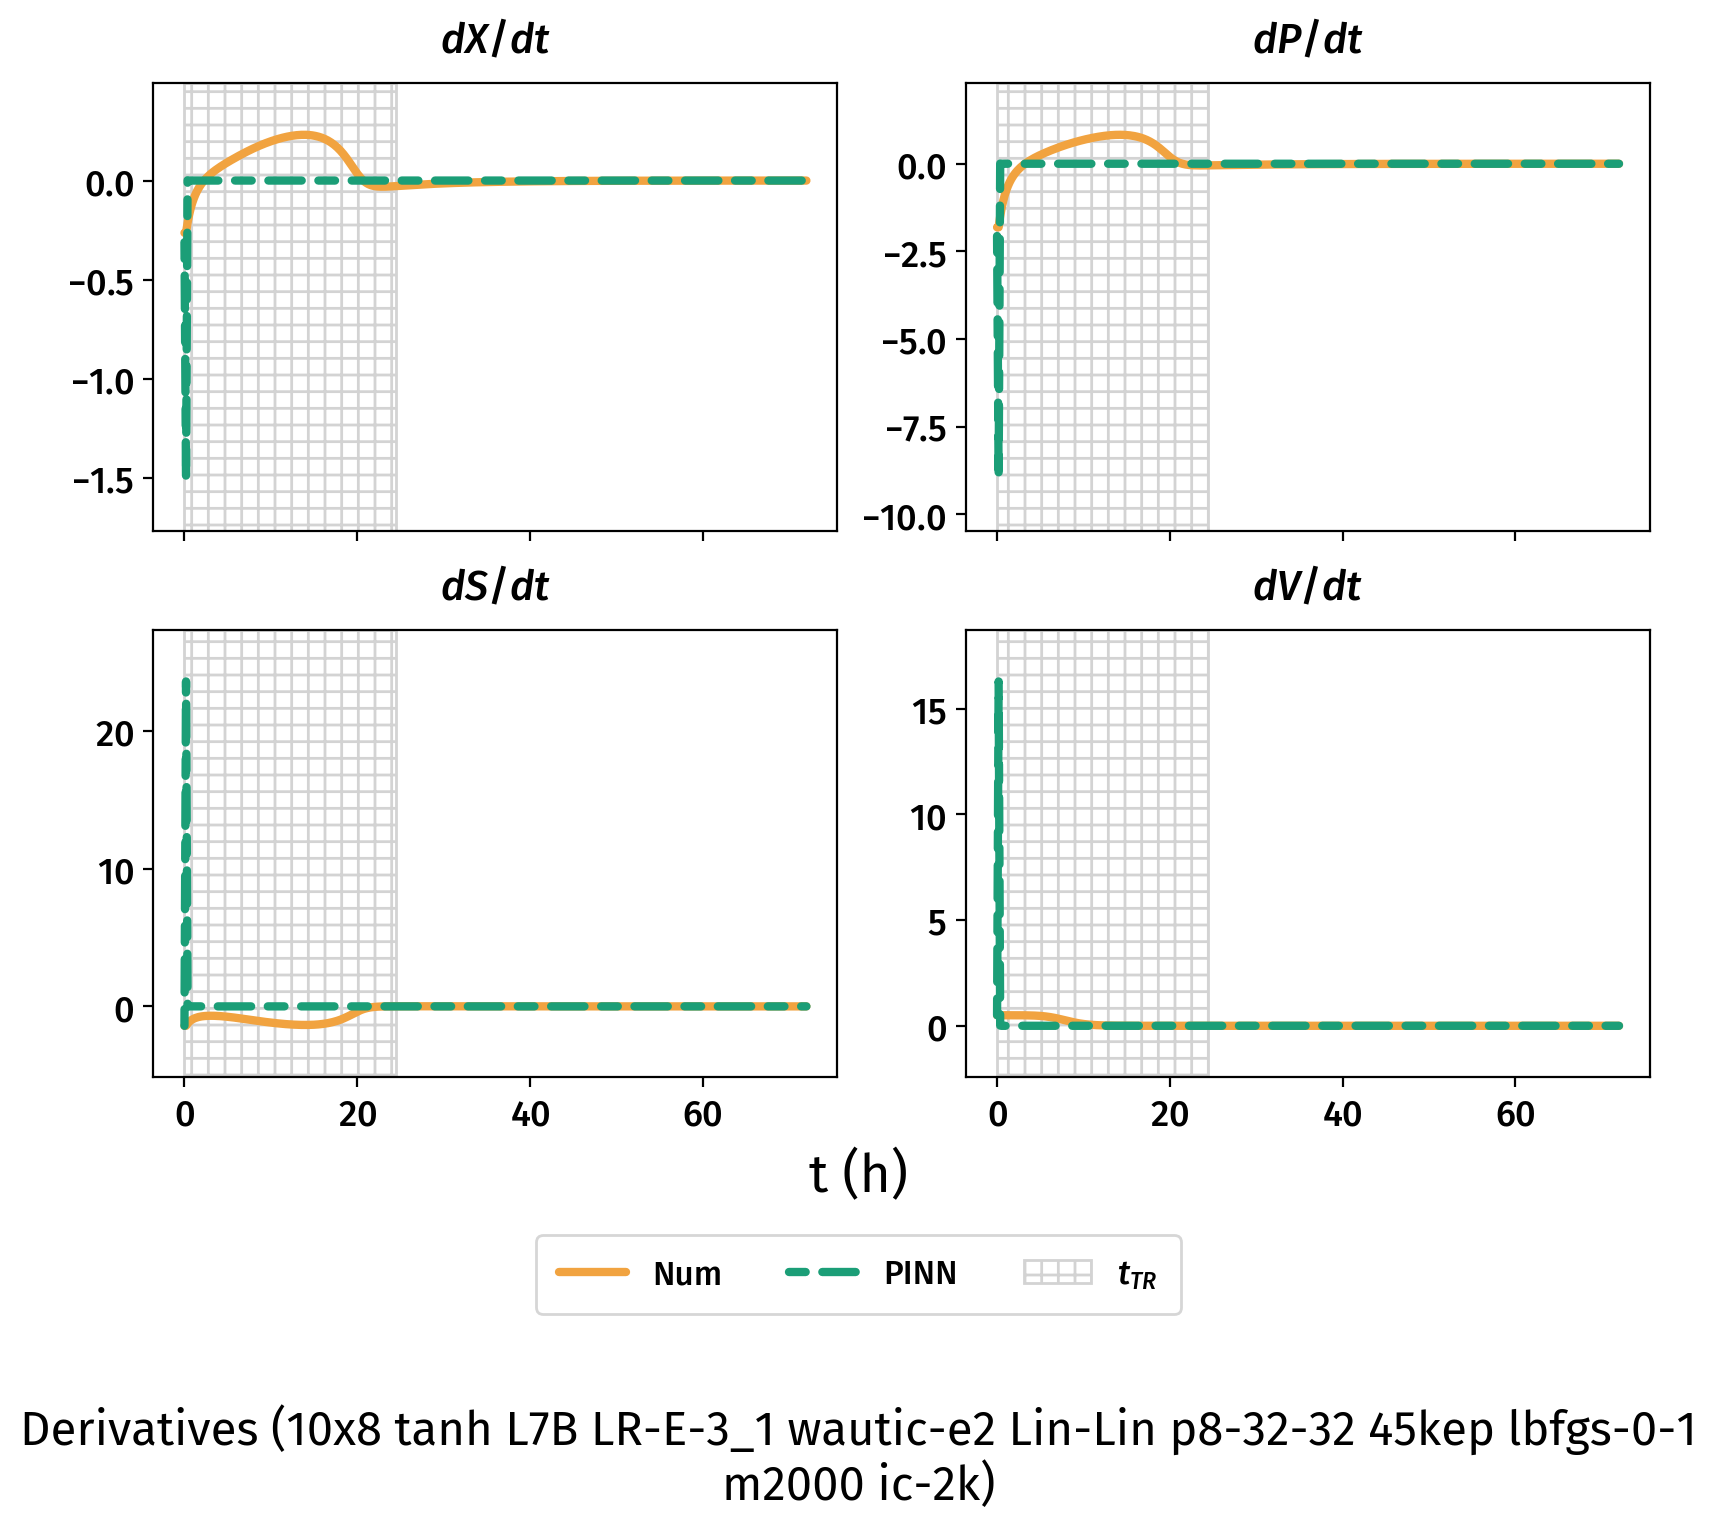 dX/dt
dP/dt
0.0
−0.5
−1.0
−1.5
0.0
−2.5
−5.0
−7.5
−10.0
dS/dt
dV/dt
20
10
0
15
10
5
0
0 20 40 60
0 20 40 60
t (h)
Num PINN t_TR
Derivatives (10x8 tanh L7B LR-E-3_1 wautic-e2 Lin-Lin p8-32-32 45kep lbfgs-0-1
m2000 ic-2k)